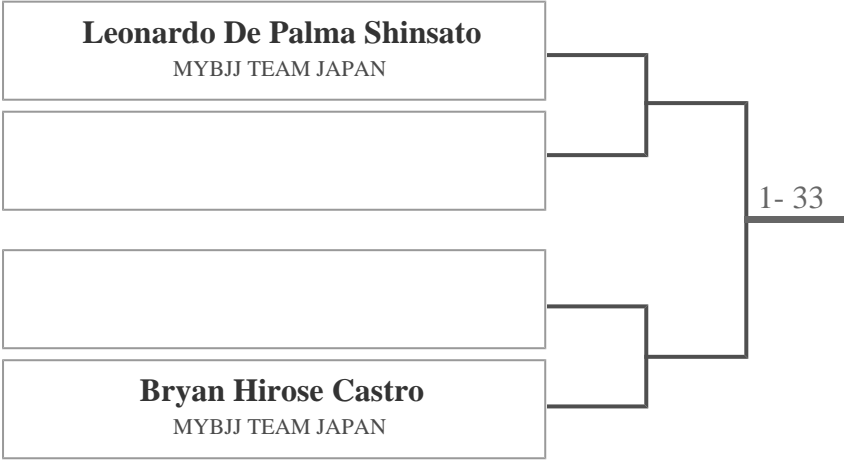 Leonardo De Palma Shinsato
MYBJJ TEAM JAPAN
1- 33
Bryan Hirose Castro
MYBJJ TEAM JAPAN